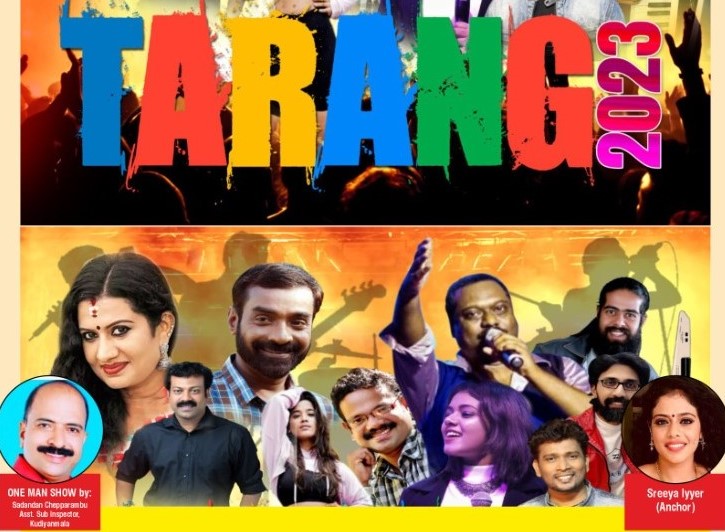 TARANG
2023
ONE MAN SHOW by:
Sadandan Chepparambu
Asst. Sub Inspector,
Kudiyanmala
Sreeya Iyyer
(Anchor)